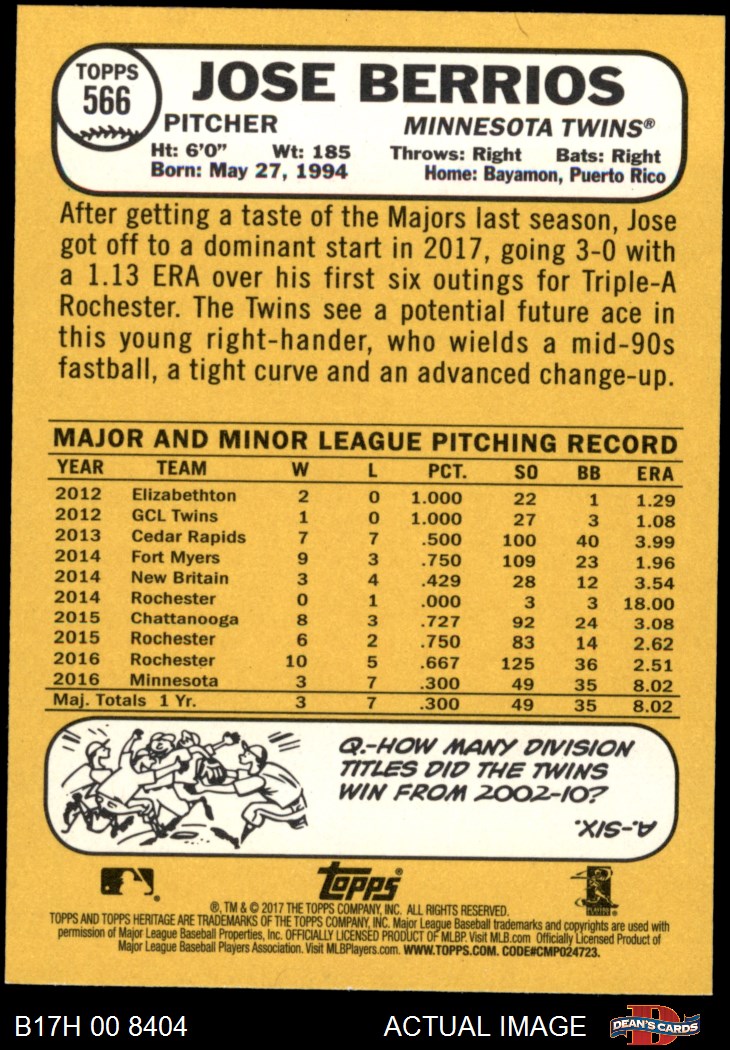 TOPPS
566
JOSE BERRIOS
PITCHER MINNESOTA TWINS®
Ht: 6'0" Wt: 185 Throws: Right Bats: Right
Born: May 27, 1994 Home: Bayamon, Puerto Rico
After getting a taste of the Majors last season, Jose
got off to a dominant start in 2017, going 3-0 with
a 1.13 ERA over his first six outings for Triple-A
Rochester. The Twins see a potential future ace in
this young right-hander, who wields a mid-90s
fastball, a tight curve and an advanced change-up.
MAJOR AND MINOR LEAGUE PITCHING RECORD
YEAR TEAM W L PCT. SO BB ERA
2012 Elizabethton 2 0 1.000 22 1 1.29
2012 GCL Twins 1 0 1.000 27 3 1.08
2013 Cedar Rapids 7 7 .500 100 40 3.99
2014 Fort Myers 9 3 .750 109 23 1.96
2014 New Britain 3 4 .429 28 12 3.54
2014 Rochester 0 1 .000 3 3 18.00
2015 Chattanooga 8 3 .727 92 24 3.08
2015 Rochester 6 2 .750 83 14 2.62
2016 Rochester 10 5 .667 125 36 2.51
2016 Minnesota 3 7 .300 49 35 8.02
Maj. Totals 1 Yr. 3 7 .300 49 35 8.02
Q.-HOW MANY DIVISION
TITLES DID THE TWINS
WIN FROM 2002-10?
A.-SIX.
Topps®
®, TM & © 2017 THE TOPPS COMPANY, INC. ALL RIGHTS RESERVED.
TOPPS AND TOPPS HERITAGE ARE TRADEMARKS OF THE TOPPS COMPANY, INC. Major League Baseball trademarks and copyrights are used with
permission of Major League Baseball Properties, Inc. OFFICIALLY LICENSED PRODUCT OF MLBP. Visit MLB.com Officially Licensed Product of
Major League Baseball Players Association. Visit MLBPlayers.com. WWW.TOPPS.COM. CODE#CMP024723.
B17H 00 8404 ACTUAL IMAGE DEAN'S CARDS